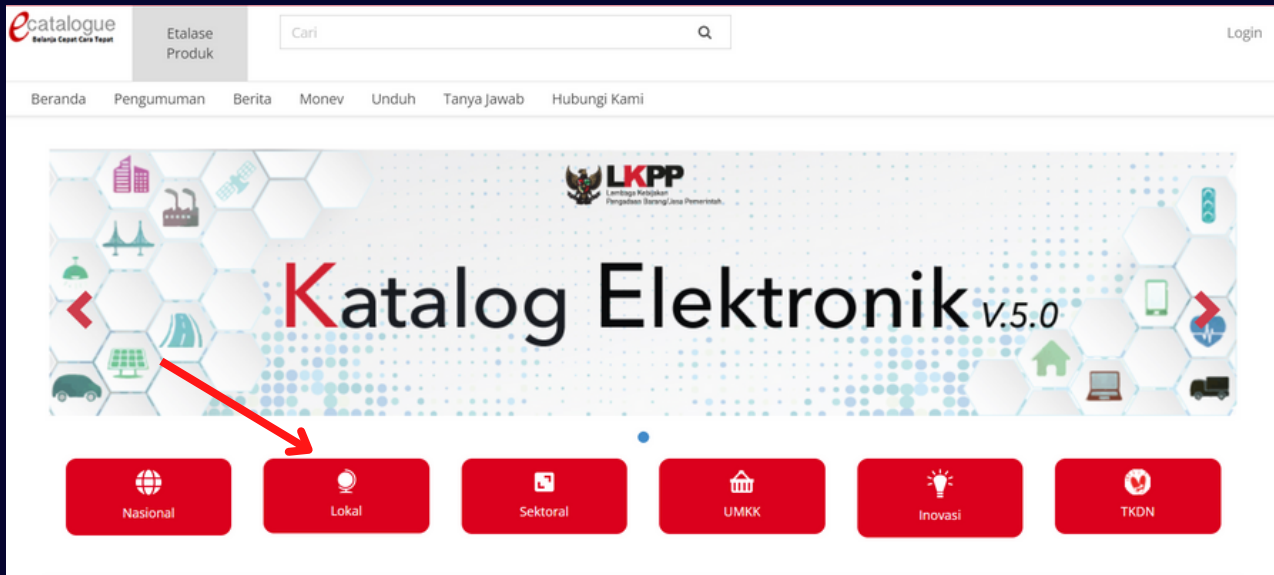 ecatalogue
Belanja Cepat Cara Tepat
Etalase
Produk
Cari
Login
Beranda Pengumuman Berita Monev Unduh Tanya Jawab Hubungi Kami
LKPP
Lembaga Kebijakan
Pengadaan Barang/Jasa Pemerintah
Katalog Elektronik V.5.0
Nasional Lokal Sektoral UMKK Inovasi TKDN